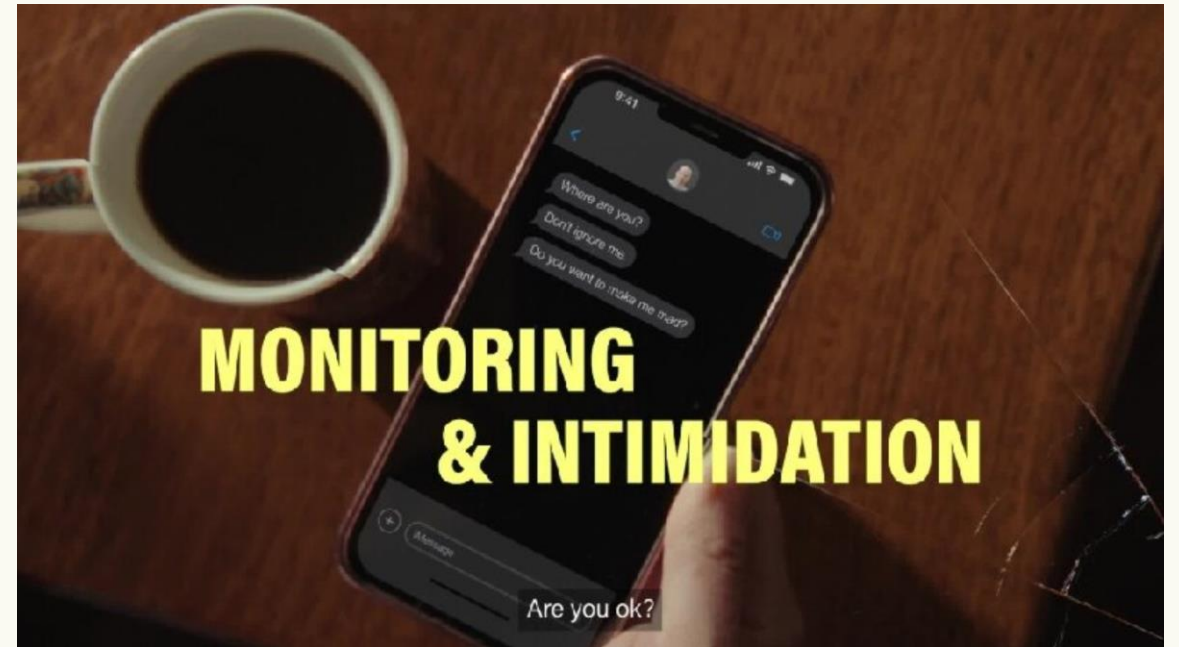 9:41
Where are you?
Don't ignore me
Do you want to make me mad?
MONITORING
& INTIMIDATION
iMessage
Are you ok?